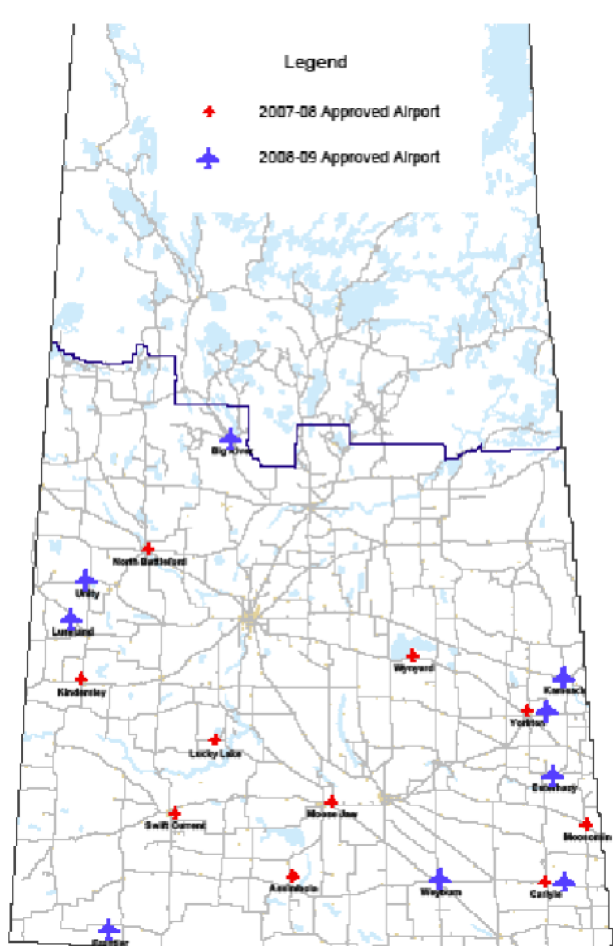 Legend
2007-08 Approved Airport
2008-09 Approved Airport
Big River
North Battleford
Unity
Luseland
Wynyard
Kindersley
Kamsack
Yorkton
Lucky Lake
Esterhazy
Moose Jaw
Swift Current
Moosomin
Assiniboia
Weyburn
Carlyle
Frontier